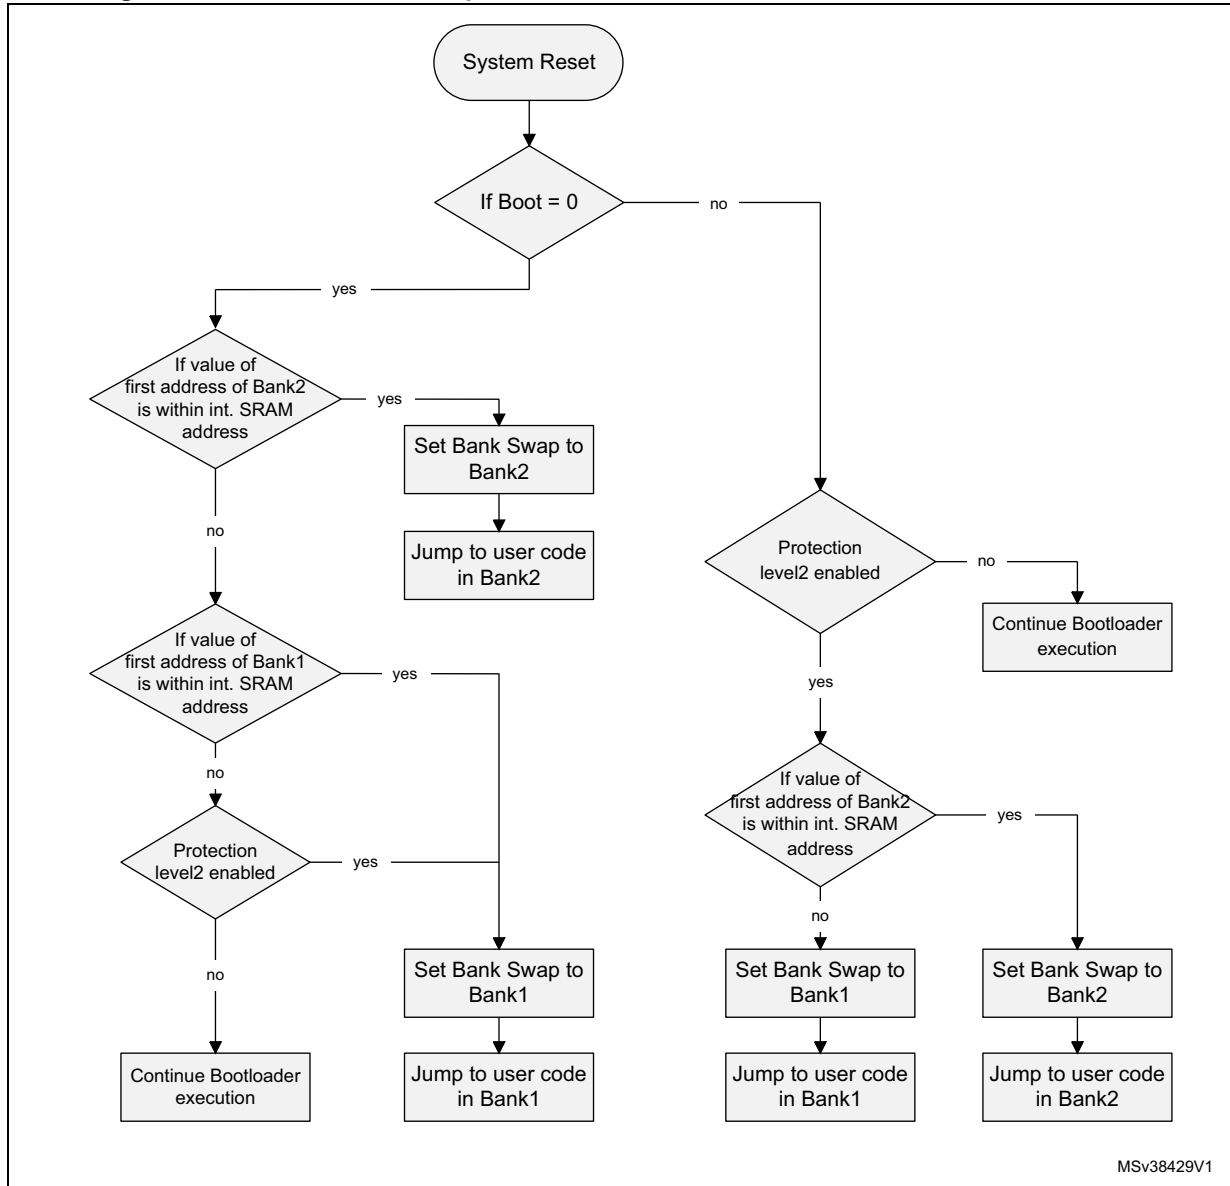 System Reset
If Boot = 0
no
yes
If value of
first address of Bank2
is within int. SRAM
address
yes
Set Bank Swap to
Bank2
no
Jump to user code
in Bank2
Protection
level2 enabled
no
Continue Bootloader
execution
If value of
first address of Bank1
is within int. SRAM
address
yes
yes
no
If value of
first address of Bank2
is within int. SRAM
address
yes
Protection
level2 enabled
yes
no
no
Set Bank Swap to
Bank1
Set Bank Swap to
Bank1
Set Bank Swap to
Bank2
Continue Bootloader
execution
Jump to user code
in Bank1
Jump to user code
in Bank1
Jump to user code
in Bank2
MSv38429V1